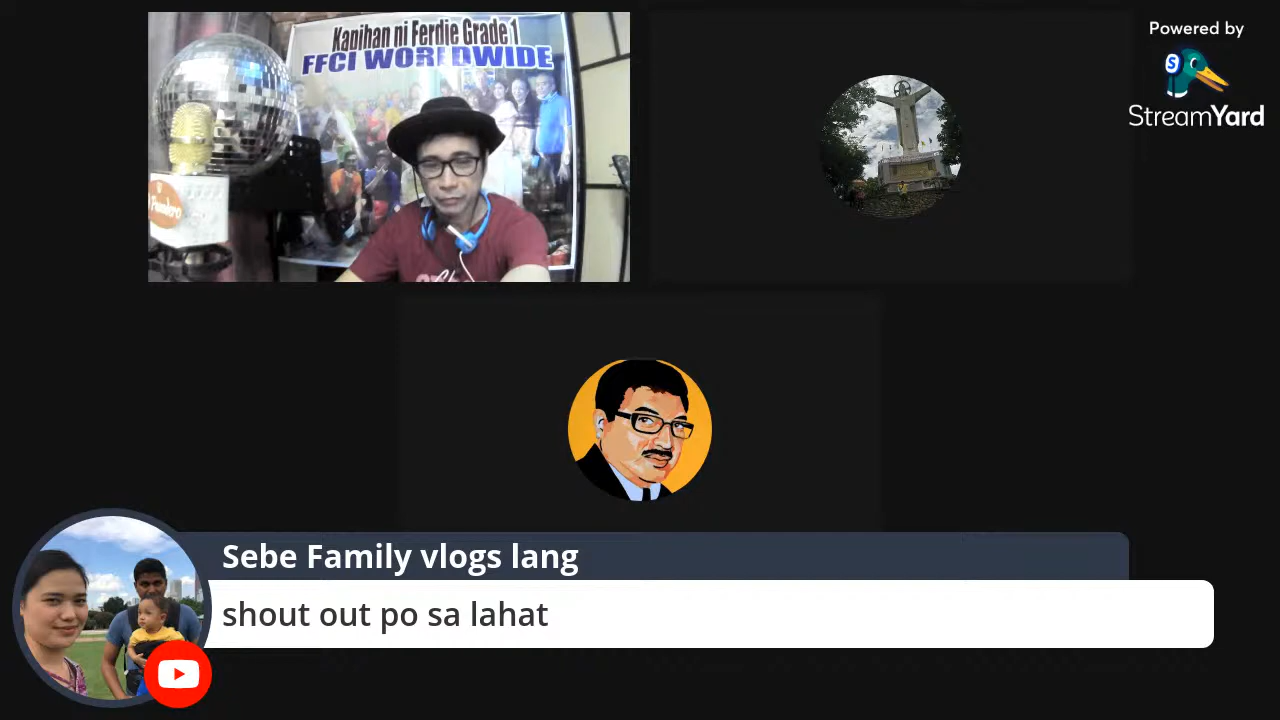 Kapihan ni Ferdie Grade 1
FFCI WORLDWIDE
Powered by
StreamYard
Sebe Family vlogs lang
shout out po sa lahat